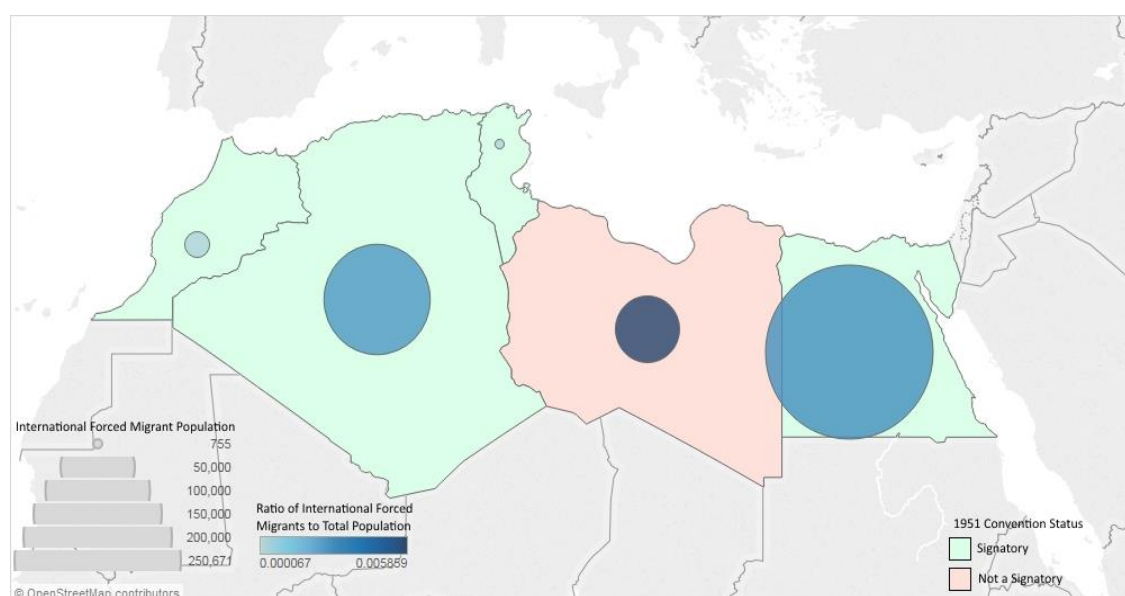 International Forced Migrant Population
755
50,000
100,000
150,000
200,000
250,671
Ratio of International Forced
Migrants to Total Population
0.000067 0.005859
1951 Convention Status
Signatory
Not a Signatory
© OpenStreetMap contributors